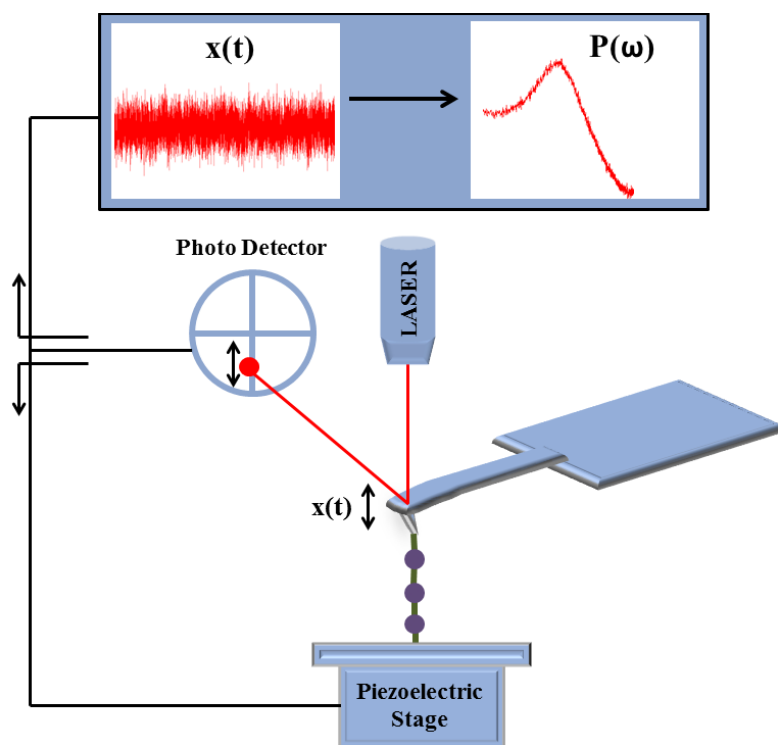 x(t)
P(ω)
Photo Detector
LASER
x(t)
Piezoelectric
Stage